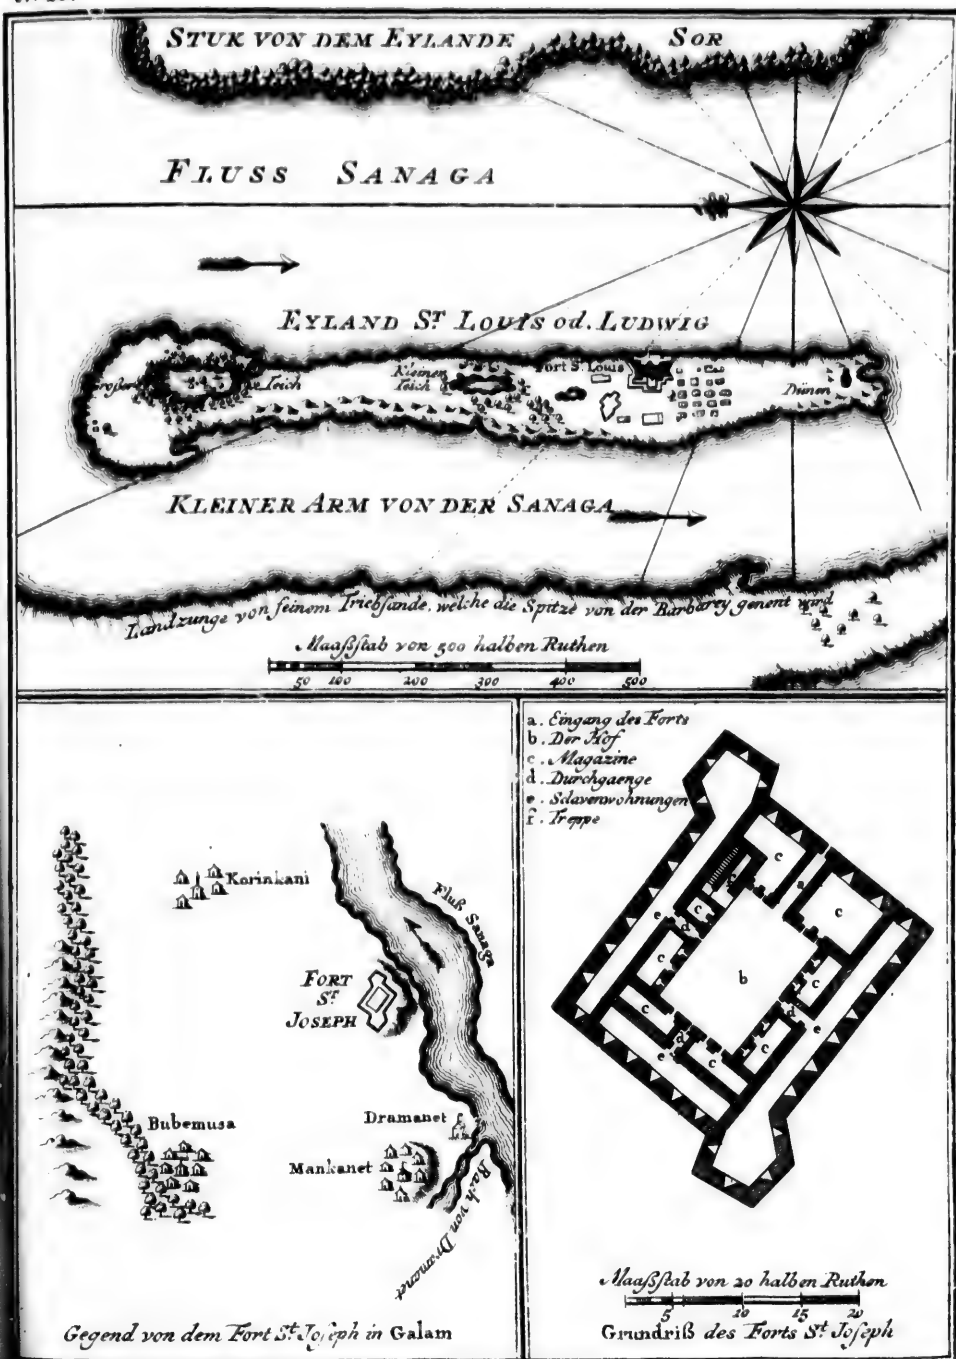 STUK VON DEM EYLANDE SOR
FLUSS SANAGA
EYLAND ST LOUIS od. LUDWIG
Großer Teich
Kleiner Teich
Fort St Louis
Dünen
KLEINER ARM VON DER SANAGA
Landzunge von seinem Triebsande, welche die Spitze von der Barbarey genent wird
Maaßstab von 500 halben Ruthen
50 100 200 300 400 500
Korinkani
Fluß Sanaga
FORT
ST
JOSEPH
Bubemusa
Dramanet
Mankanet
Bach von Dramanet
Gegend von dem Fort St Joseph in Galam
a. Eingang des Forts
b. Der Hof
c. Magazine
d. Durchgaenge
e. Sclavenwohnungen
f. Treppe
c
a
c
e
d
c
c
b
c
d
e
c
d
e
c
c
Maaßstab von 20 halben Ruthen
5 10 15 20
Grundriß des Forts St Joseph